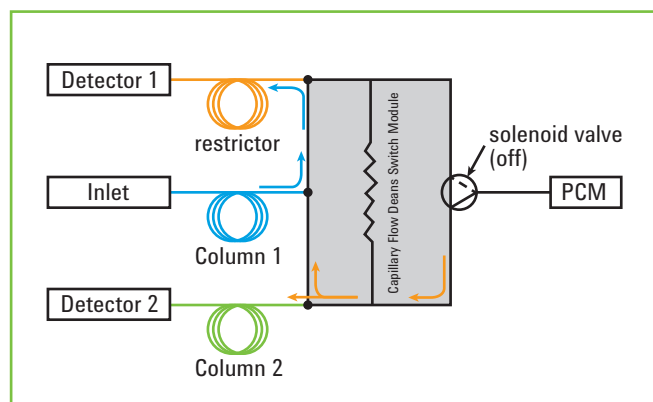 Detector 1
restrictor
solenoid valve
(off)
Inlet
PCM
Column 1
Capillary Flow Deans Switch Module
Detector 2
Column 2